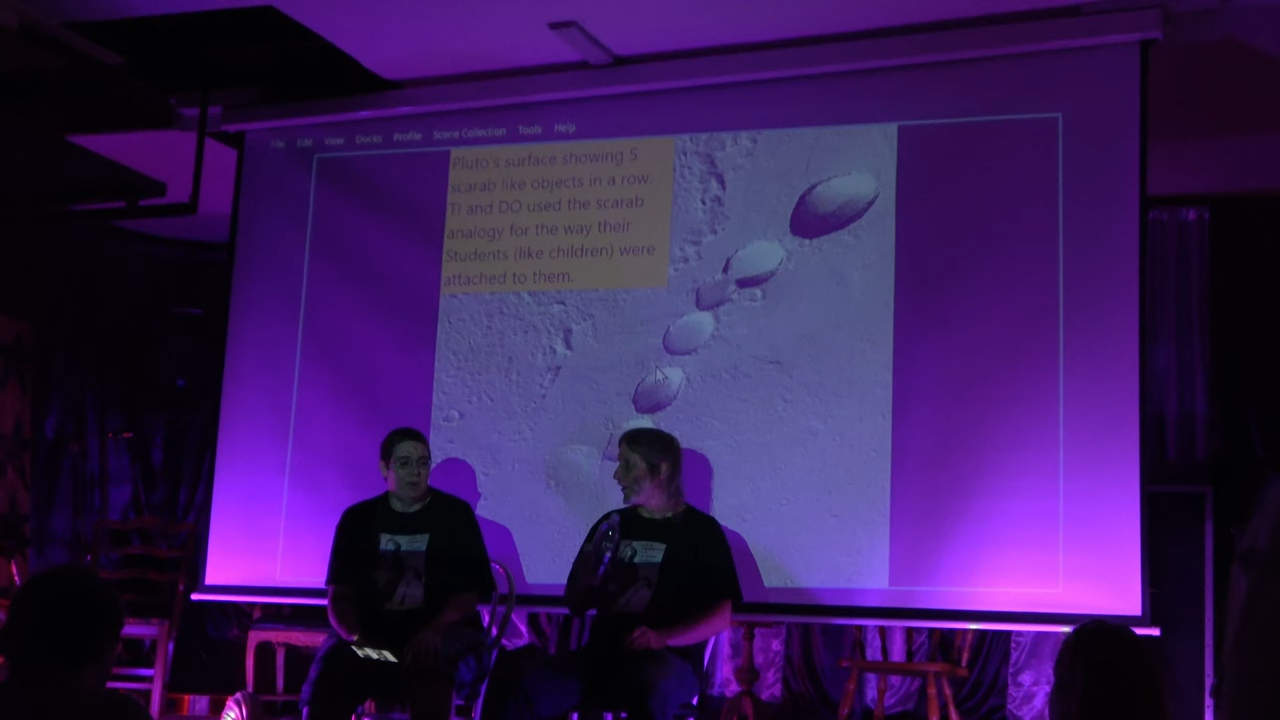 File Edit View Docks Profile Scene Collection Tools Help
Pluto's surface showing 5
scarab like objects in a row.
TI and DO used the scarab
analogy for the way their
Students (like children) were
attached to them.